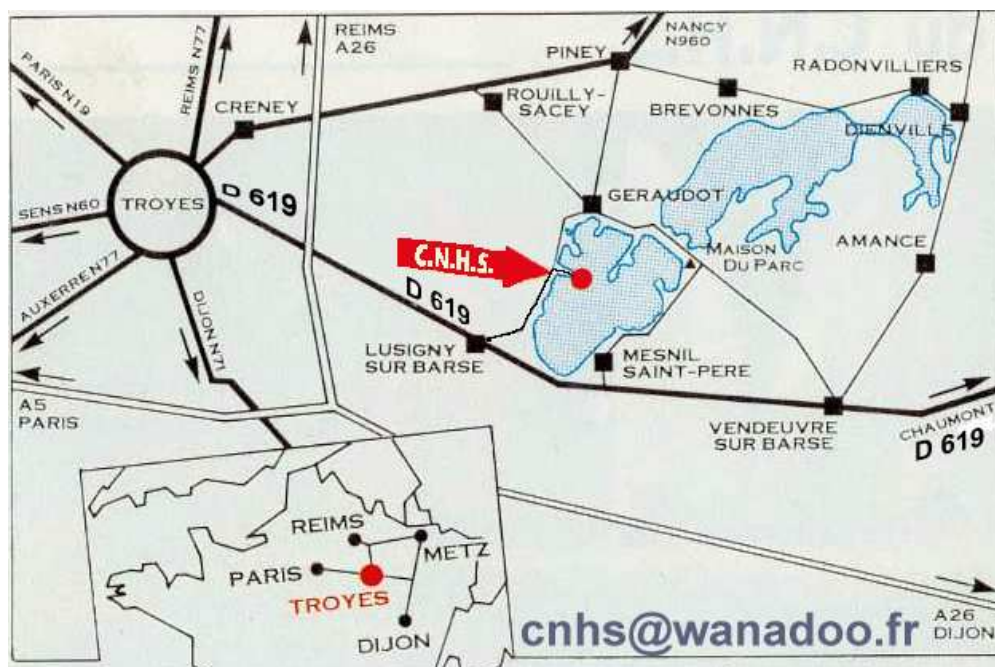 REIMS
A26
NANCY
N960
PARIS N19
REIMS N77
PINEY
RADONVILLIERS
CRENEY
ROUILLY-
SACEY
BREVONNES
DIENVILLE
TROYES
D 619
SENS N60
GERAUDOT
AMANCE
MAISON
DU PARC
C.N.H.S.
AUXERRE N77
DIJON N71
D 619
LUSIGNY
SUR BARSE
MESNIL
SAINT-PERE
A5
PARIS
VENDEUVRE
SUR BARSE
CHAUMONT
D 619
REIMS
METZ
PARIS
TROYES
DIJON
cnhs@wanadoo.fr
A26
DIJON